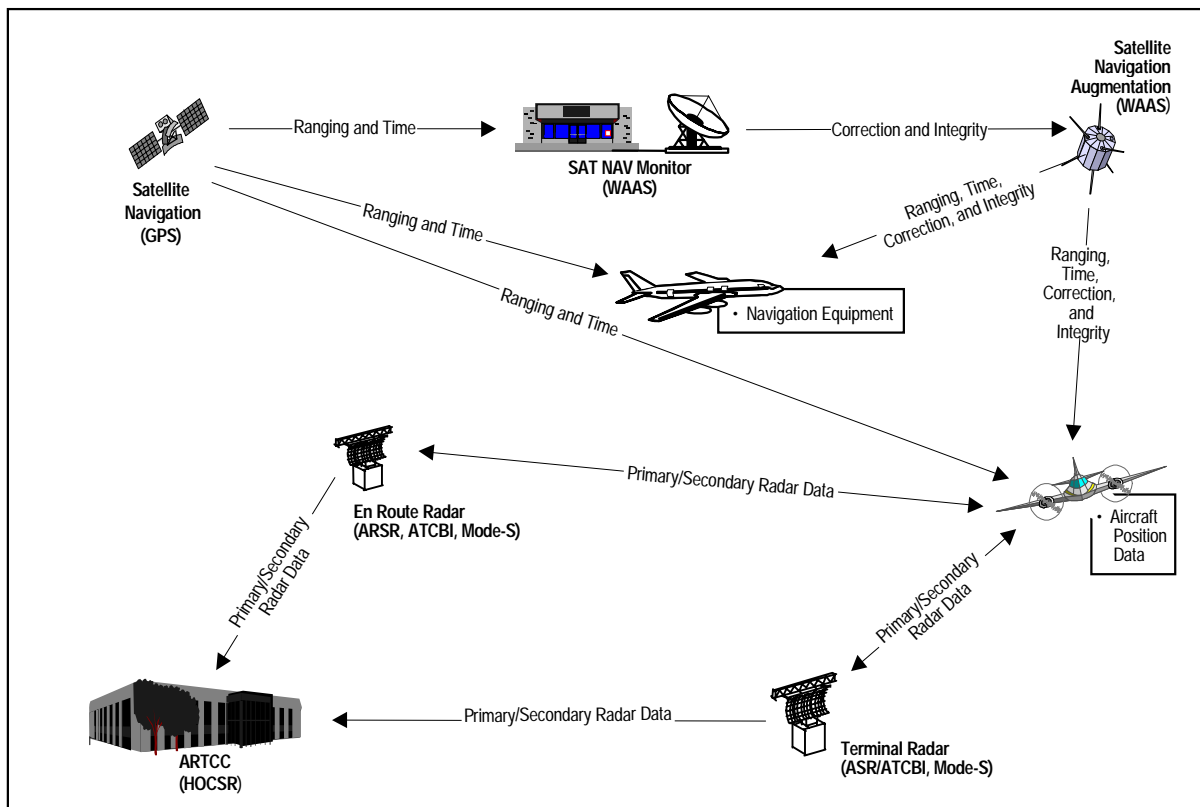 Satellite
Navigation
Augmentation
(WAAS)
Ranging and Time
Correction and Integrity
SAT NAV Monitor
(WAAS)
Satellite
Navigation
(GPS)
Ranging and Time
Ranging, Time,
Correction, and Integrity
Ranging,
Time,
Correction,
and
Integrity
Ranging and Time
• Navigation Equipment
Primary/Secondary Radar Data
En Route Radar
(ARSR, ATCBI, Mode-S)
• Aircraft
Position
Data
Primary/Secondary
Radar Data
Primary/Secondary
Radar Data
Primary/Secondary Radar Data
Terminal Radar
(ASR/ATCBI, Mode-S)
ARTCC
(HOCSR)